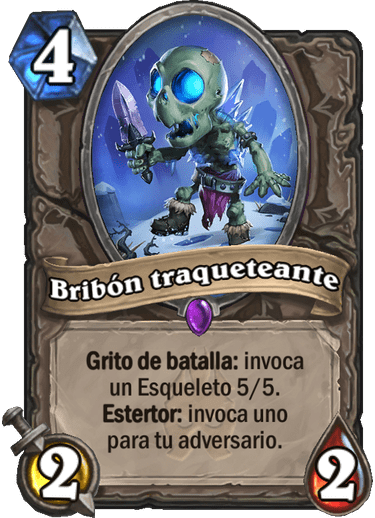 4
Bribón traqueteante
Grito de batalla: invoca
un Esqueleto 5/5.
Estertor: invoca uno
para tu adversario.
2
2